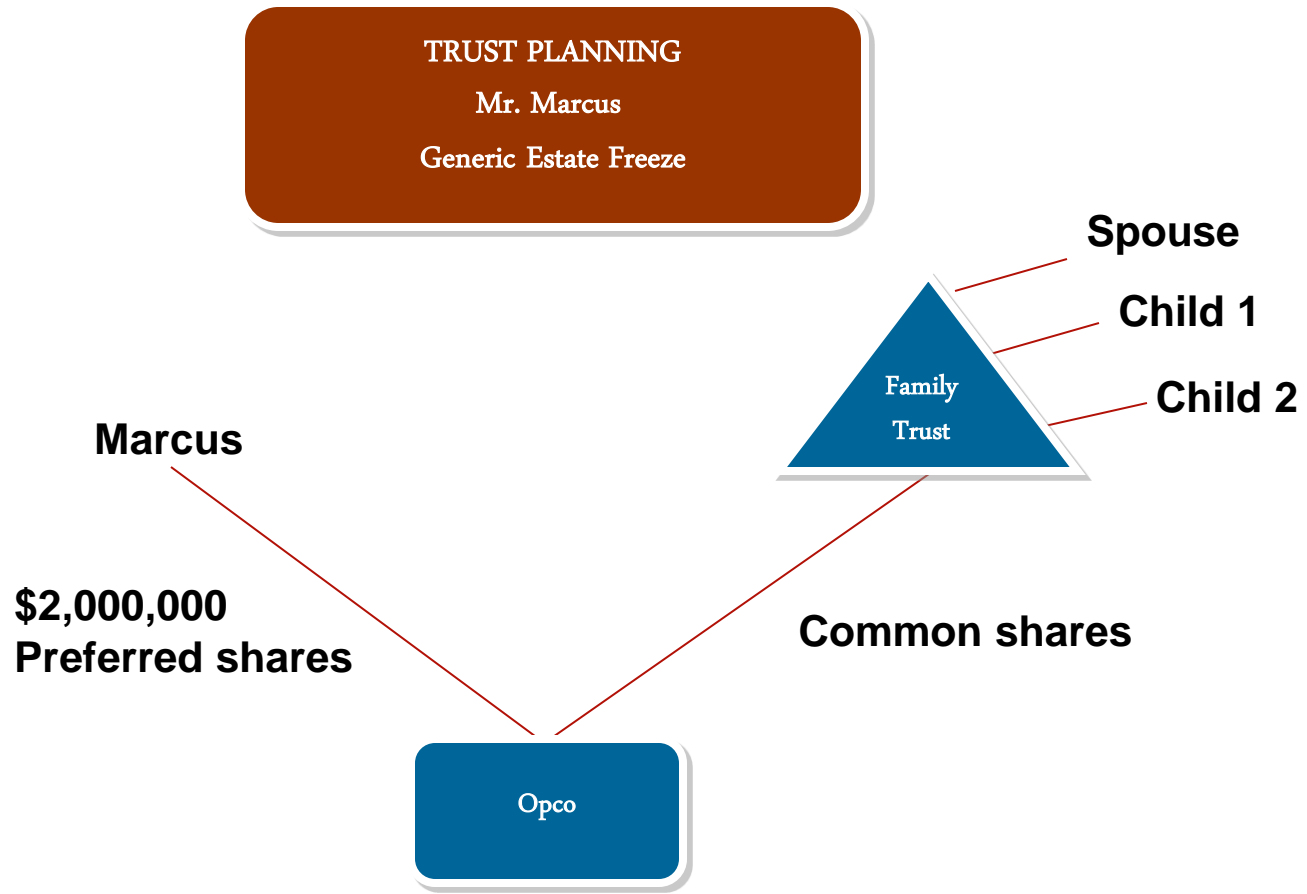 TRUST PLANNING
Mr. Marcus
Generic Estate Freeze
Spouse
Child 1
Child 2
Family
Trust
Marcus
$2,000,000
Preferred shares
Common shares
Opco